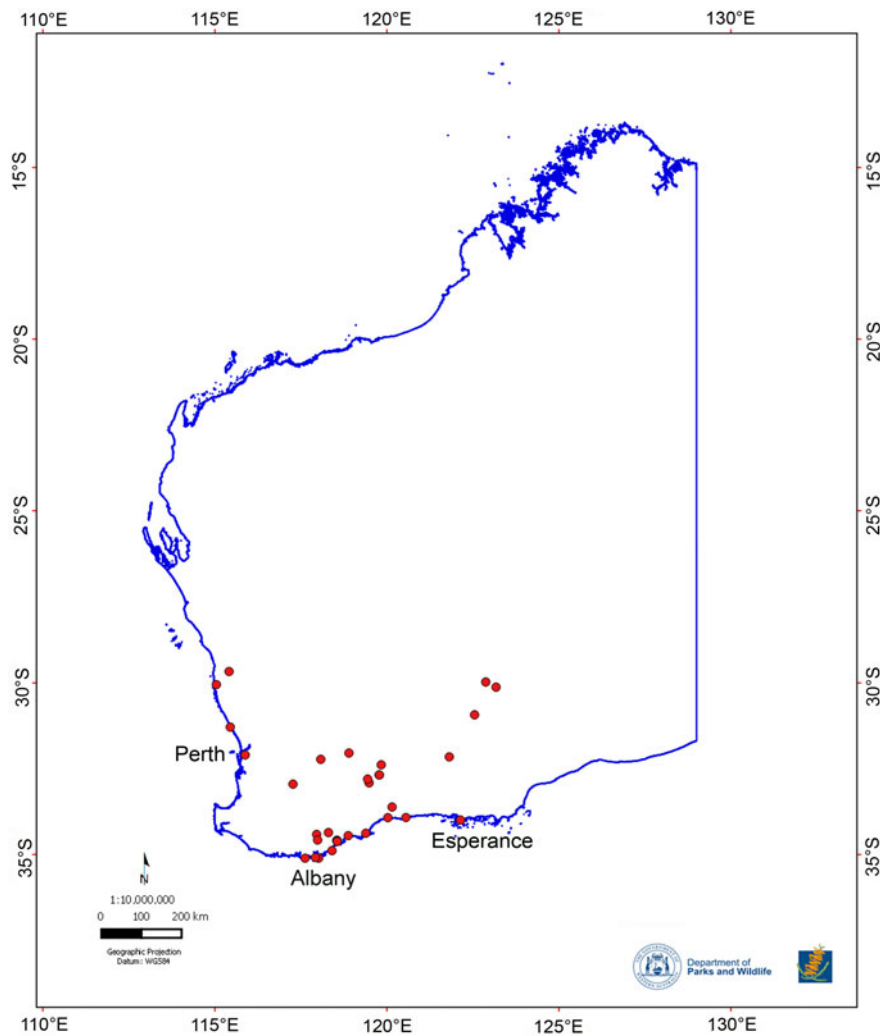 110°E 115°E 120°E 125°E 130°E
15°S 15°S
20°S 20°S
25°S 25°S
30°S 30°S
Perth
Esperance
35°S 35°S
Albany
N
1:10,000,000
0 100 200 km
Geographic Projection
Datum : WGS84
Department of
Parks and Wildlife
110°E 115°E 120°E 125°E 130°E